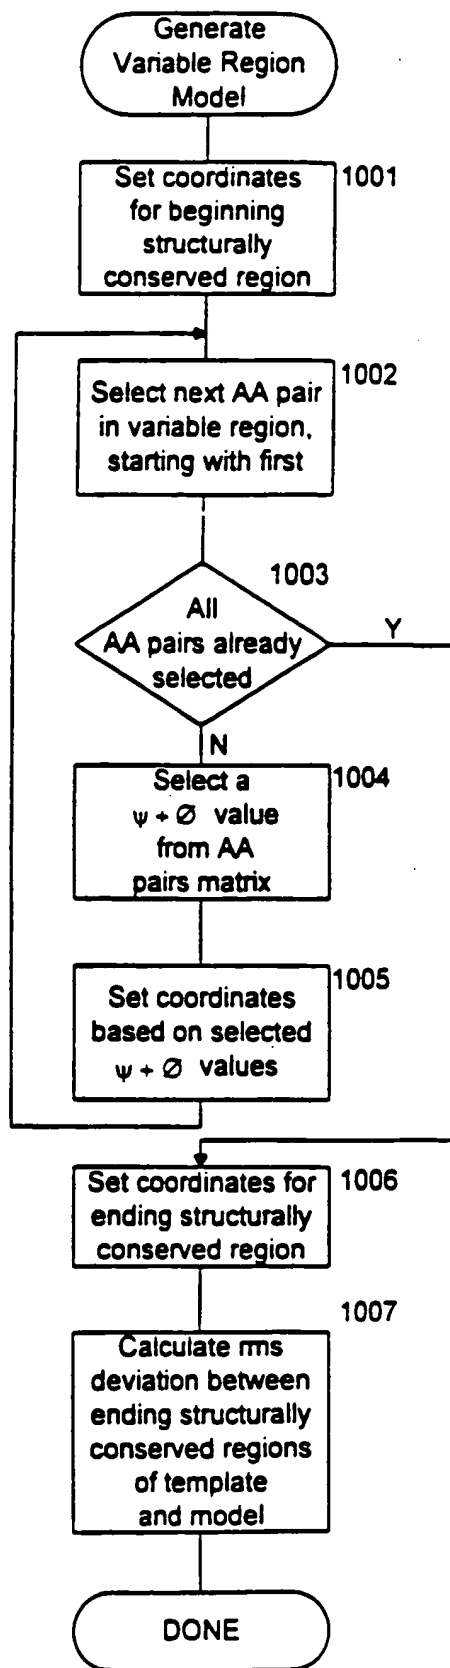 Generate
Variable Region
Model
Set coordinates
for beginning
structurally
conserved region
1001
Select next AA pair
in variable region,
starting with first
1002
1003
All
AA pairs already
selected
Y
N
Select a
ψ + Ø value
from AA
pairs matrix
1004
Set coordinates
based on selected
ψ + Ø values
1005
Set coordinates for
ending structurally
conserved region
1006
1007
Calculate rms
deviation between
ending structurally
conserved regions
of template
and model
DONE